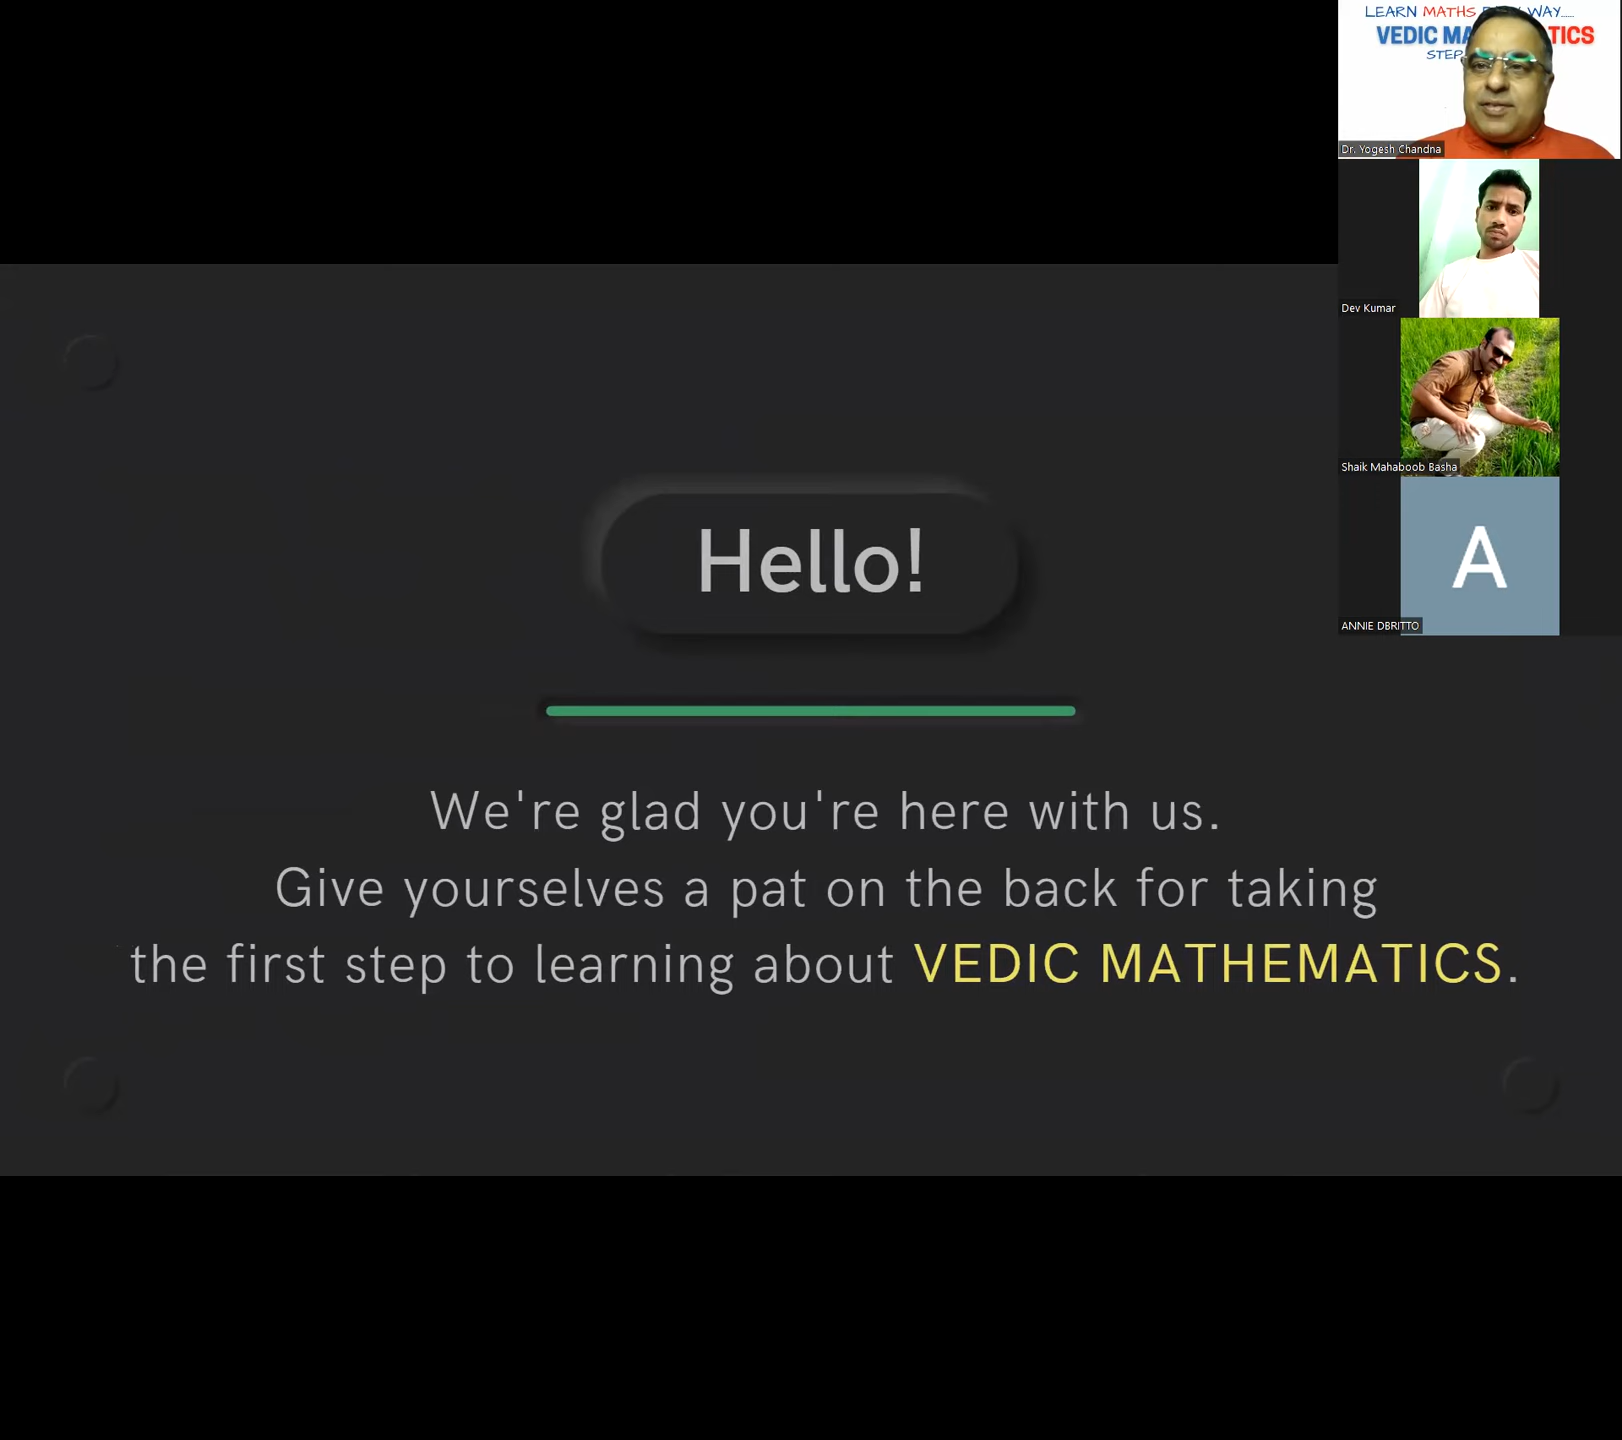 Hello!
We're glad you're here with us.
Give yourselves a pat on the back for taking
the first step to learning about VEDIC MATHEMATICS.
LEARN MATHS WAY......
VEDIC MA TICS
STEP
Dr. Yogesh Chandna
Dev Kumar
Shaik Mahaboob Basha
A
ANNIE DBRITTO